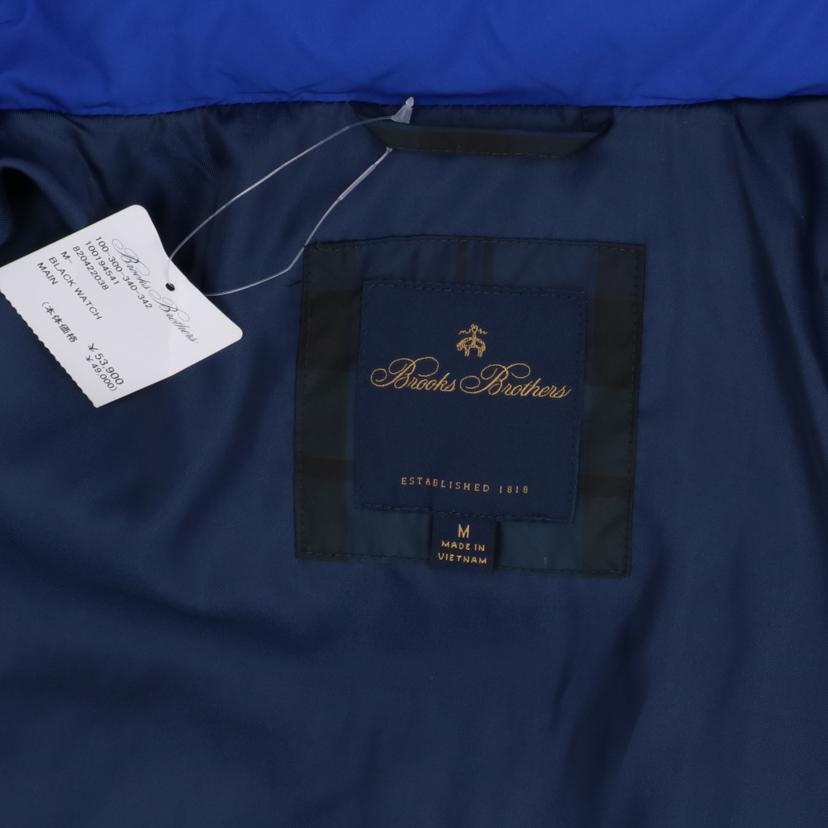 Brooks Brothers
100-300-340-342
100194541
820422038
M-
BLACK WATCH
MAIN
¥53,900
(本体価格 ¥49,000)
Brooks Brothers
ESTABLISHED 1818
M
MADE IN
VIETNAM